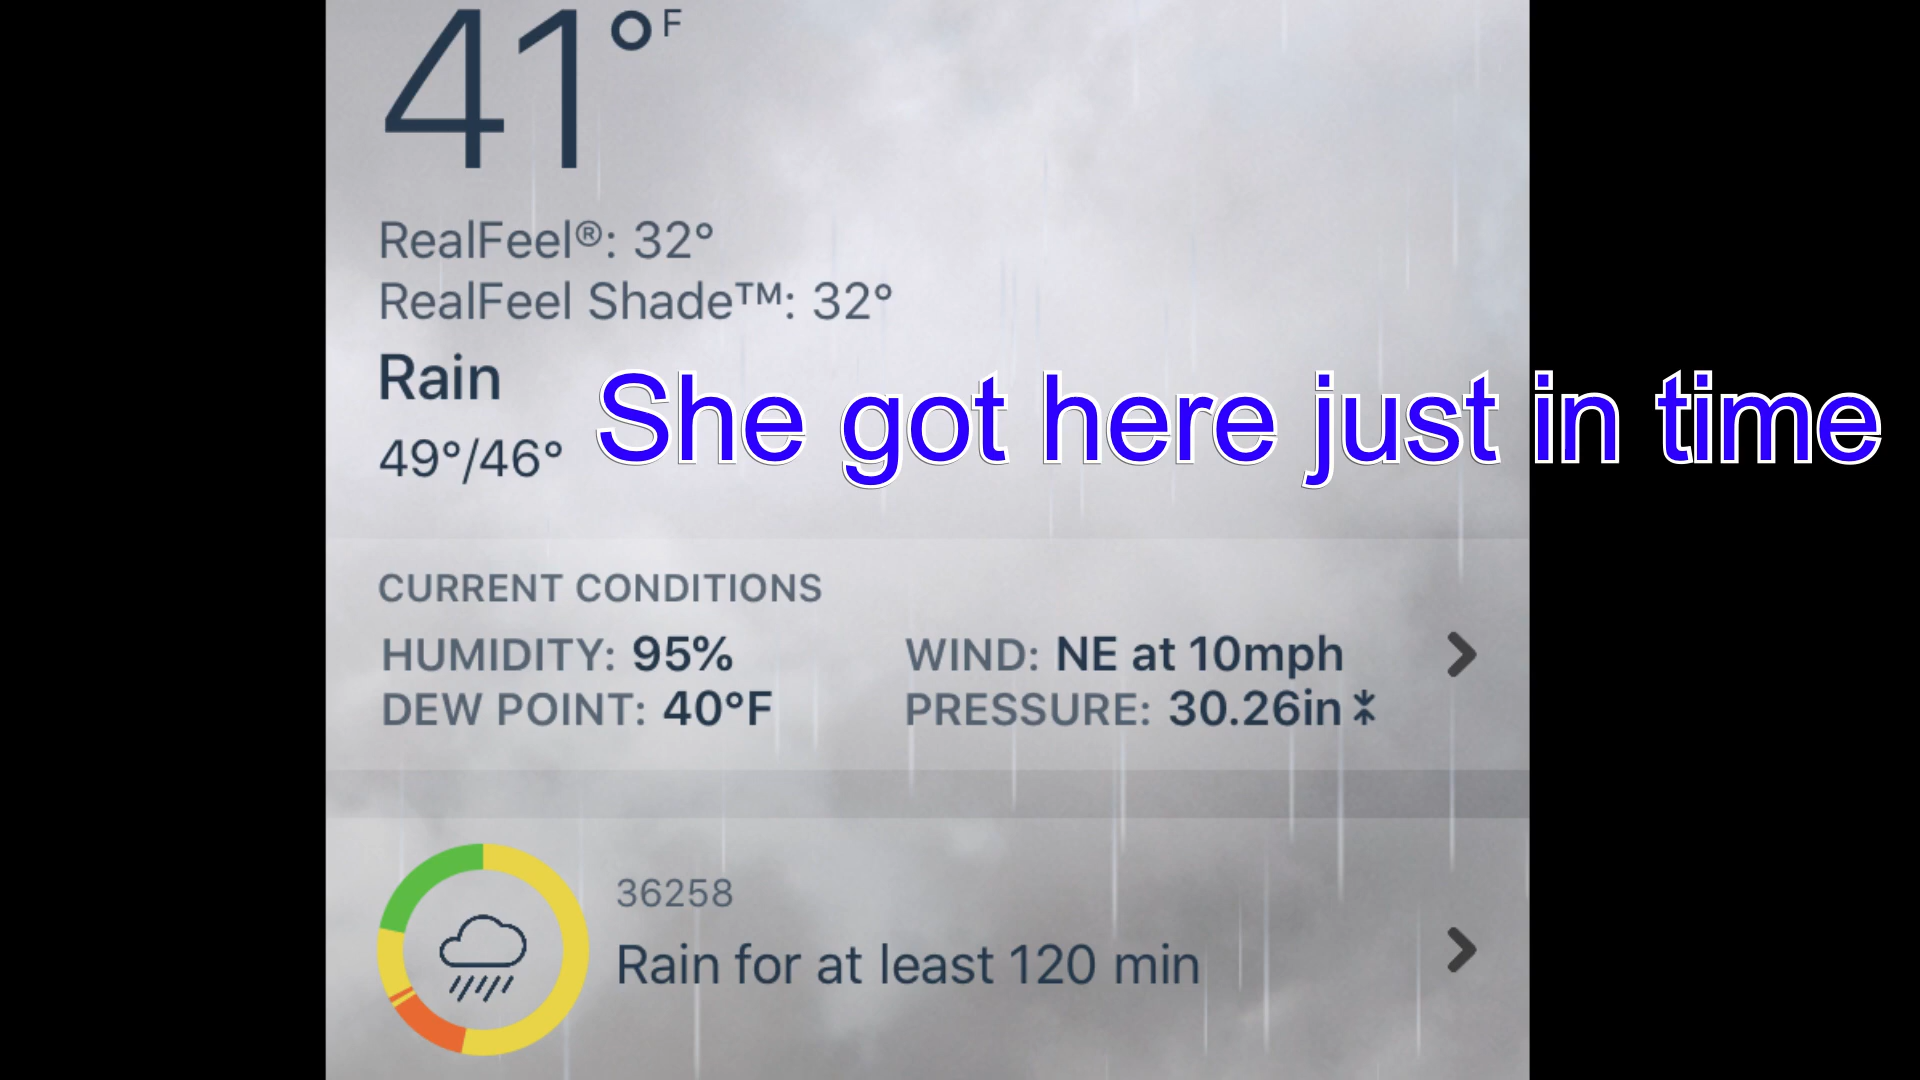 41°F
RealFeel®: 32°
RealFeel Shade™: 32°
Rain
She got here just in time
49°/46°
CURRENT CONDITIONS
HUMIDITY: 95% WIND: NE at 10mph
DEW POINT: 40°F PRESSURE: 30.26in
36258
Rain for at least 120 min